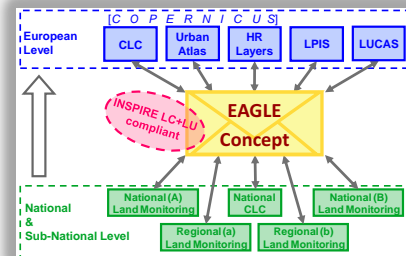 [C O P E R N I C U S]
European
Level
CLC
Urban
Atlas
HR
Layers
LPIS
LUCAS
INSPIRE LC+LU
compliant
EAGLE
Concept
National
&
Sub-National Level
National (A)
Land Monitoring
National
CLC
National (B)
Land Monitoring
Regional (a)
Land Monitoring
Regional (b)
Land Monitoring